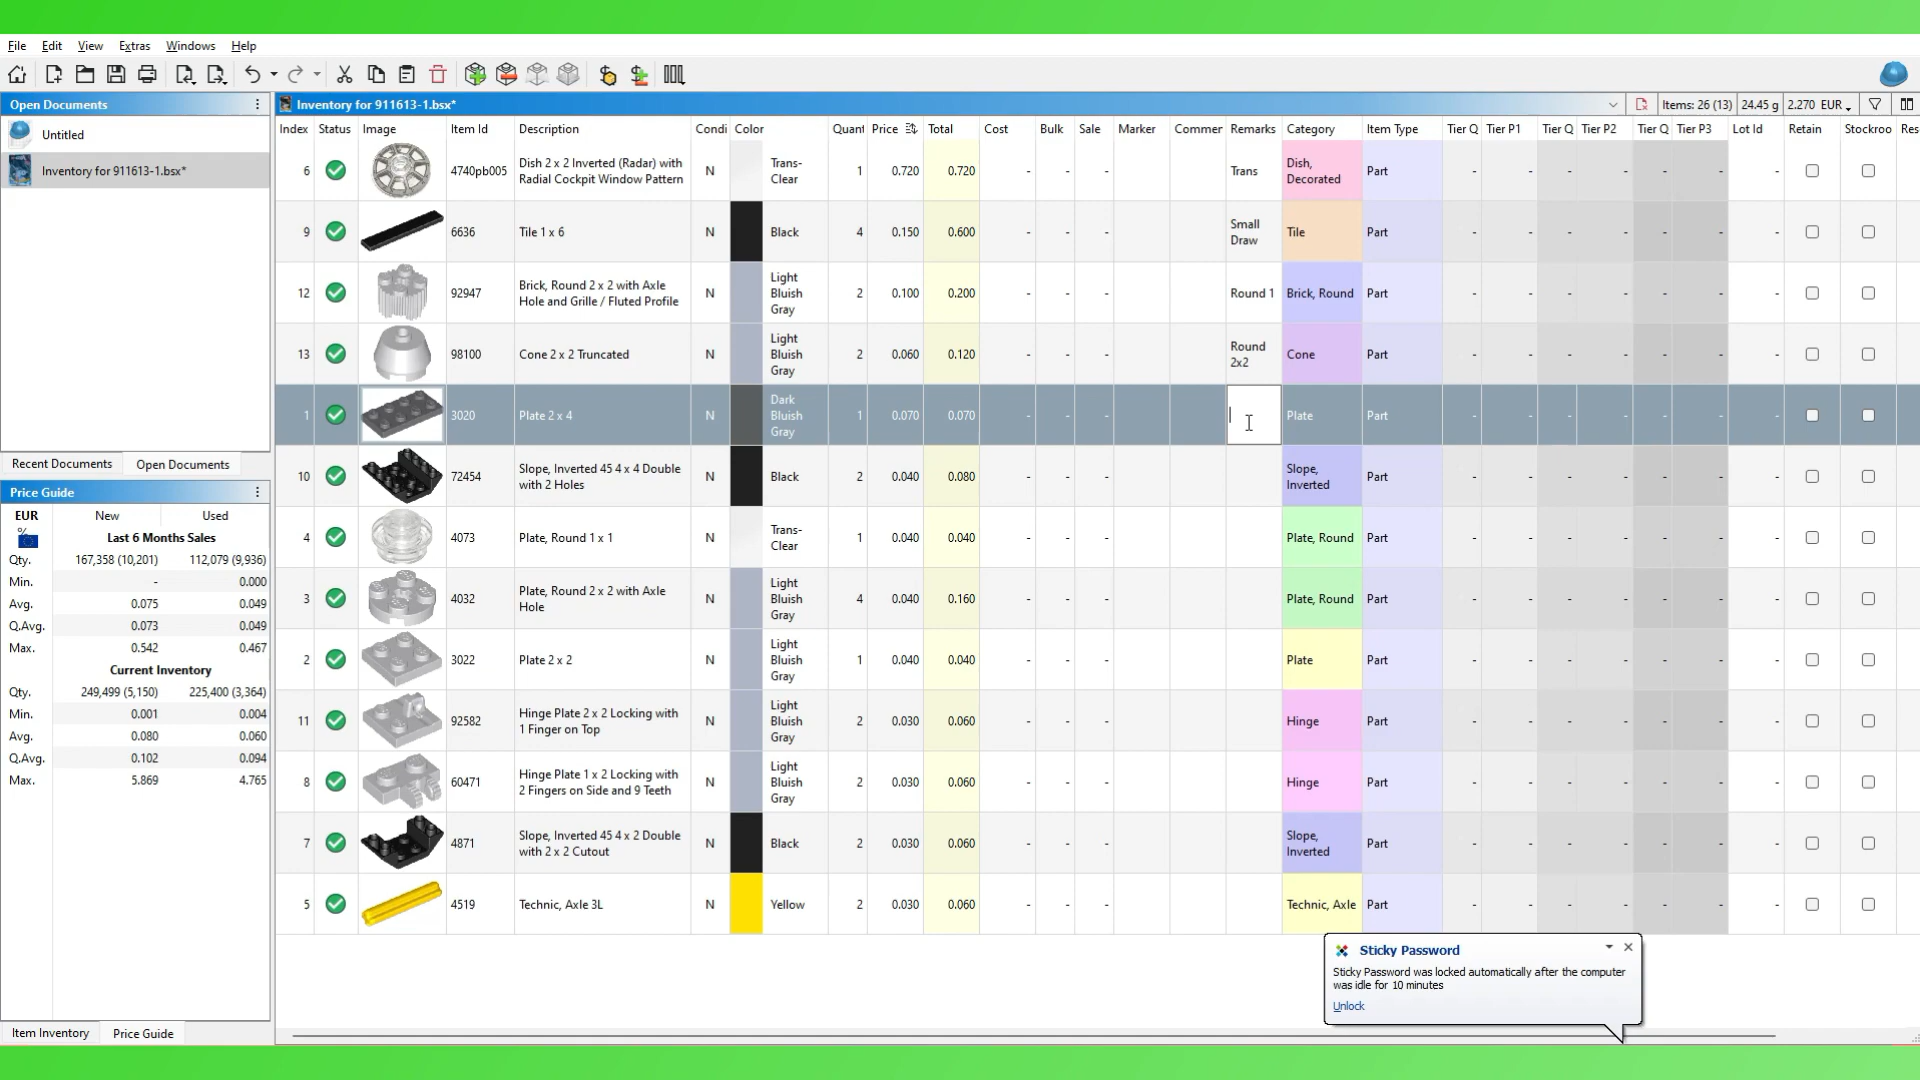 File Edit View Extras Windows Help
Open Documents
Untitled
Inventory for 911613-1.bsx*
Recent Documents Open Documents
Price Guide
EUR New Used
Last 6 Months Sales
Qty. 167,358 (10,201) 112,079 (9,936)
Min. - 0.000
Avg. 0.075 0.049
Q.Avg. 0.073 0.049
Max. 0.542 0.467
Current Inventory
Qty. 249,499 (5,150) 225,400 (3,364)
Min. 0.001 0.004
Avg. 0.080 0.060
Q.Avg. 0.102 0.094
Max. 5.869 4.765
Item Inventory Price Guide
Inventory for 911613-1.bsx* Items: 26 (13) 24.45 g 2.270 EUR
Index Status Image Item Id Description Condi Color Quant Price Total Cost Bulk Sale Marker Commer Remarks Category Item Type Tier Q Tier P1 Tier Q Tier P2 Tier Q Tier P3 Lot Id Retain Stockroo Res
6 4740pb005 Dish 2 x 2 Inverted (Radar) with N Trans- 1 0.720 0.720 - - - Trans Dish, Part - - - - - - -
Radial Cockpit Window Pattern Clear Decorated
9 6636 Tile 1 x 6 N Black 4 0.150 0.600 - - - Small Tile Part - - - - - - -
Draw
12 92947 Brick, Round 2 x 2 with Axle N Light 2 0.100 0.200 - - - Round 1 Brick, Round Part - - - - - - -
Hole and Grille / Fluted Profile Bluish
Gray
13 98100 Cone 2 x 2 Truncated N Light 2 0.060 0.120 - - - Round Cone Part - - - - - - -
Bluish 2x2
Gray
1 3020 Plate 2 x 4 N Dark 1 0.070 0.070 - - - Plate Part - - - - - - -
Bluish
Gray
10 72454 Slope, Inverted 45 4 x 4 Double N Black 2 0.040 0.080 - - - Slope, Part - - - - - - -
with 2 Holes Inverted
4 4073 Plate, Round 1 x 1 N Trans- 1 0.040 0.040 - - - Plate, Round Part - - - - - - -
Clear
3 4032 Plate, Round 2 x 2 with Axle N Light 4 0.040 0.160 - - - Plate, Round Part - - - - - - -
Hole Bluish
Gray
2 3022 Plate 2 x 2 N Light 1 0.040 0.040 - - - Plate Part - - - - - - -
Bluish
Gray
11 92582 Hinge Plate 2 x 2 Locking with N Light 2 0.030 0.060 - - - Hinge Part - - - - - - -
1 Finger on Top Bluish
Gray
8 60471 Hinge Plate 1 x 2 Locking with N Light 2 0.030 0.060 - - - Hinge Part - - - - - - -
2 Fingers on Side and 9 Teeth Bluish
Gray
7 4871 Slope, Inverted 45 4 x 2 Double N Black 2 0.030 0.060 - - - Slope, Part - - - - - - -
with 2 x 2 Cutout Inverted
5 4519 Technic, Axle 3L N Yellow 2 0.030 0.060 - - - Technic, Axle Part - - - - - - -
Sticky Password
Sticky Password was locked automatically after the computer
was idle for 10 minutes
Unlock